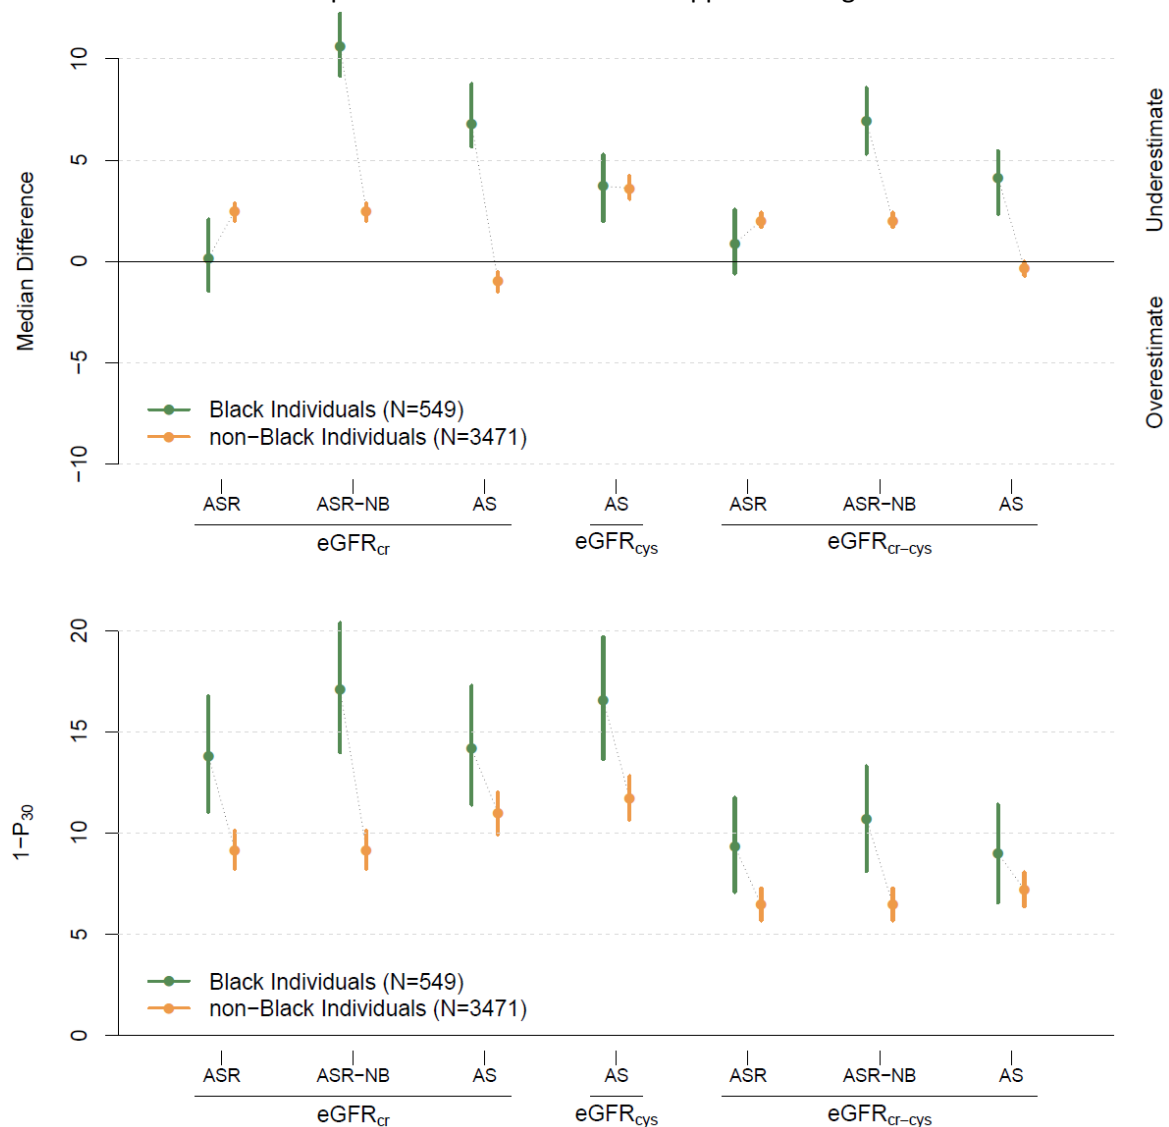 10
5
0
−5
−10
Median Difference
Underestimate
Overestimate
Black Individuals (N=549)
non−Black Individuals (N=3471)
ASR ASR−NB AS AS ASR ASR−NB AS
eGFRcr eGFRcys eGFRcr−cys
20
15
10
5
0
1−P30
Black Individuals (N=549)
non−Black Individuals (N=3471)
ASR ASR−NB AS AS ASR ASR−NB AS
eGFRcr eGFRcys eGFRcr−cys